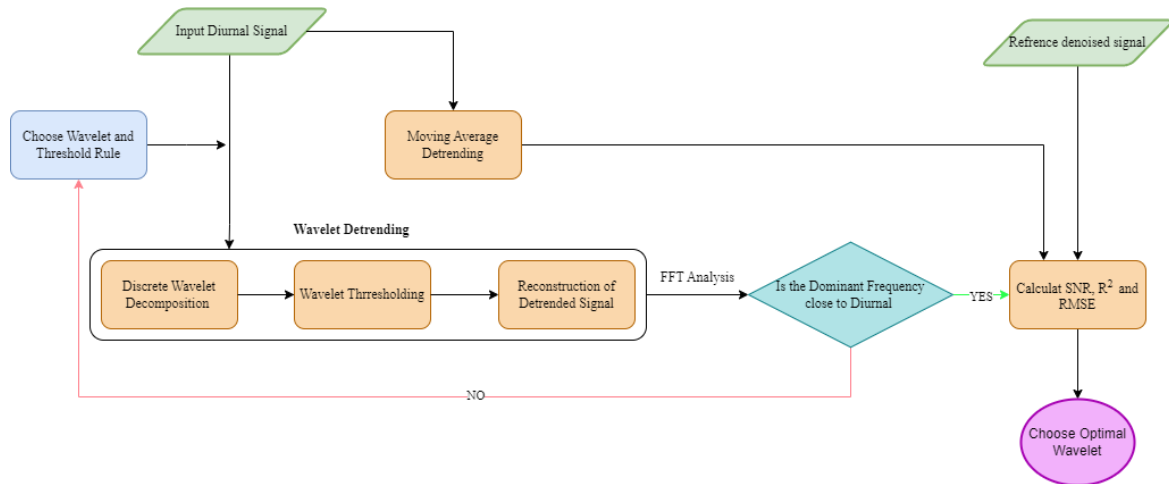 Input Diurnal Signal
Refrence denoised signal
Choose Wavelet and
Threshold Rule
Moving Average
Detrending
Wavelet Detrending
Discrete Wavelet
Decomposition
Wavelet Thrresholding
Reconstruction of
Detrended Signal
FFT Analysis
Is the Dominant Frequency
close to Diurnal
YES
Calculat SNR, R² and
RMSE
NO
Choose Optimal
Wavelet